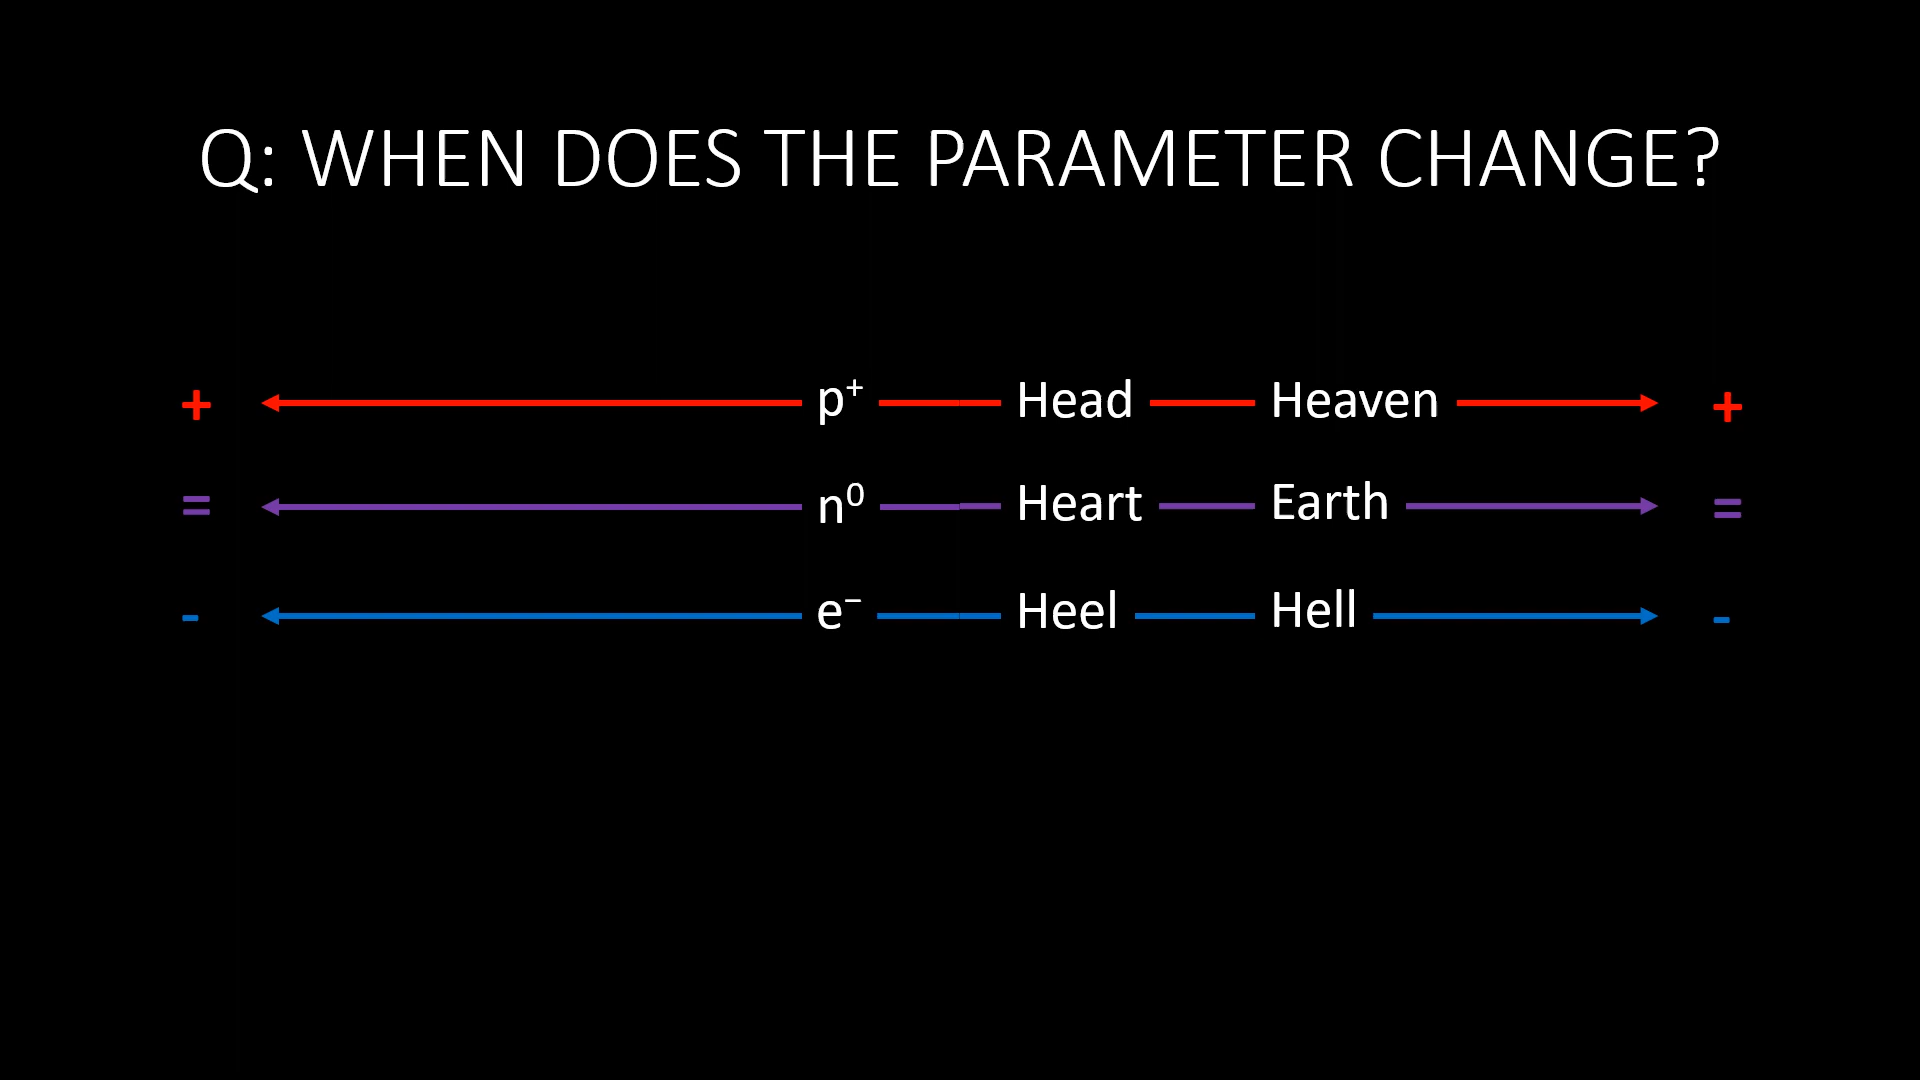 Q: WHEN DOES THE PARAMETER CHANGE?
+ p⁺ Head Heaven +
= n⁰ Heart Earth =
- e⁻ Heel Hell -